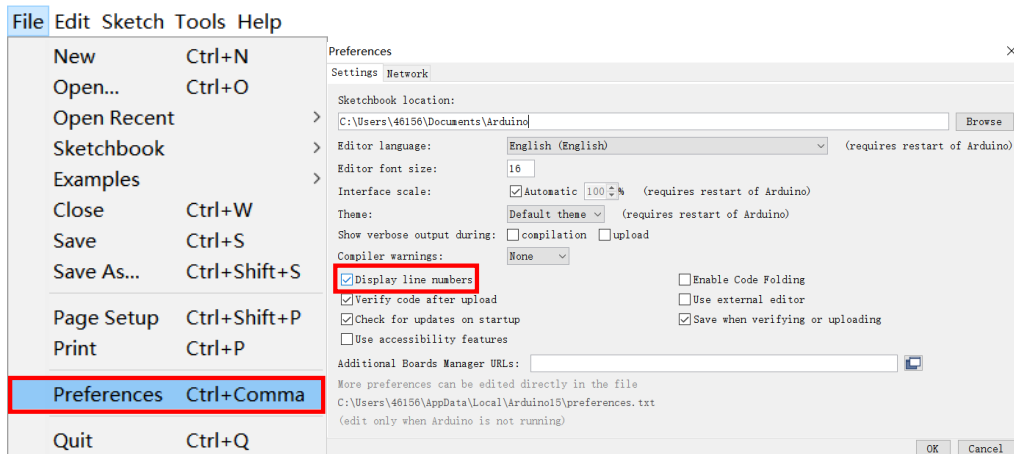 File Edit Sketch Tools Help
New Ctrl+N
Open... Ctrl+O
Open Recent >
Sketchbook >
Examples >
Close Ctrl+W
Save Ctrl+S
Save As... Ctrl+Shift+S
Page Setup Ctrl+Shift+P
Print Ctrl+P
Preferences Ctrl+Comma
Quit Ctrl+Q
Preferences
Settings Network
Sketchbook location:
C:\Users\46156\Documents\Arduino Browse
Editor language: English (English) (requires restart of Arduino)
Editor font size: 16
Interface scale: Automatic 100 % (requires restart of Arduino)
Theme: Default theme (requires restart of Arduino)
Show verbose output during: compilation upload
Compiler warnings: None
Display line numbers Enable Code Folding
Verify code after upload Use external editor
Check for updates on startup Save when verifying or uploading
Use accessibility features
Additional Boards Manager URLs:
More preferences can be edited directly in the file
C:\Users\46156\AppData\Local\Arduino15\preferences.txt
(edit only when Arduino is not running)
OK Cancel